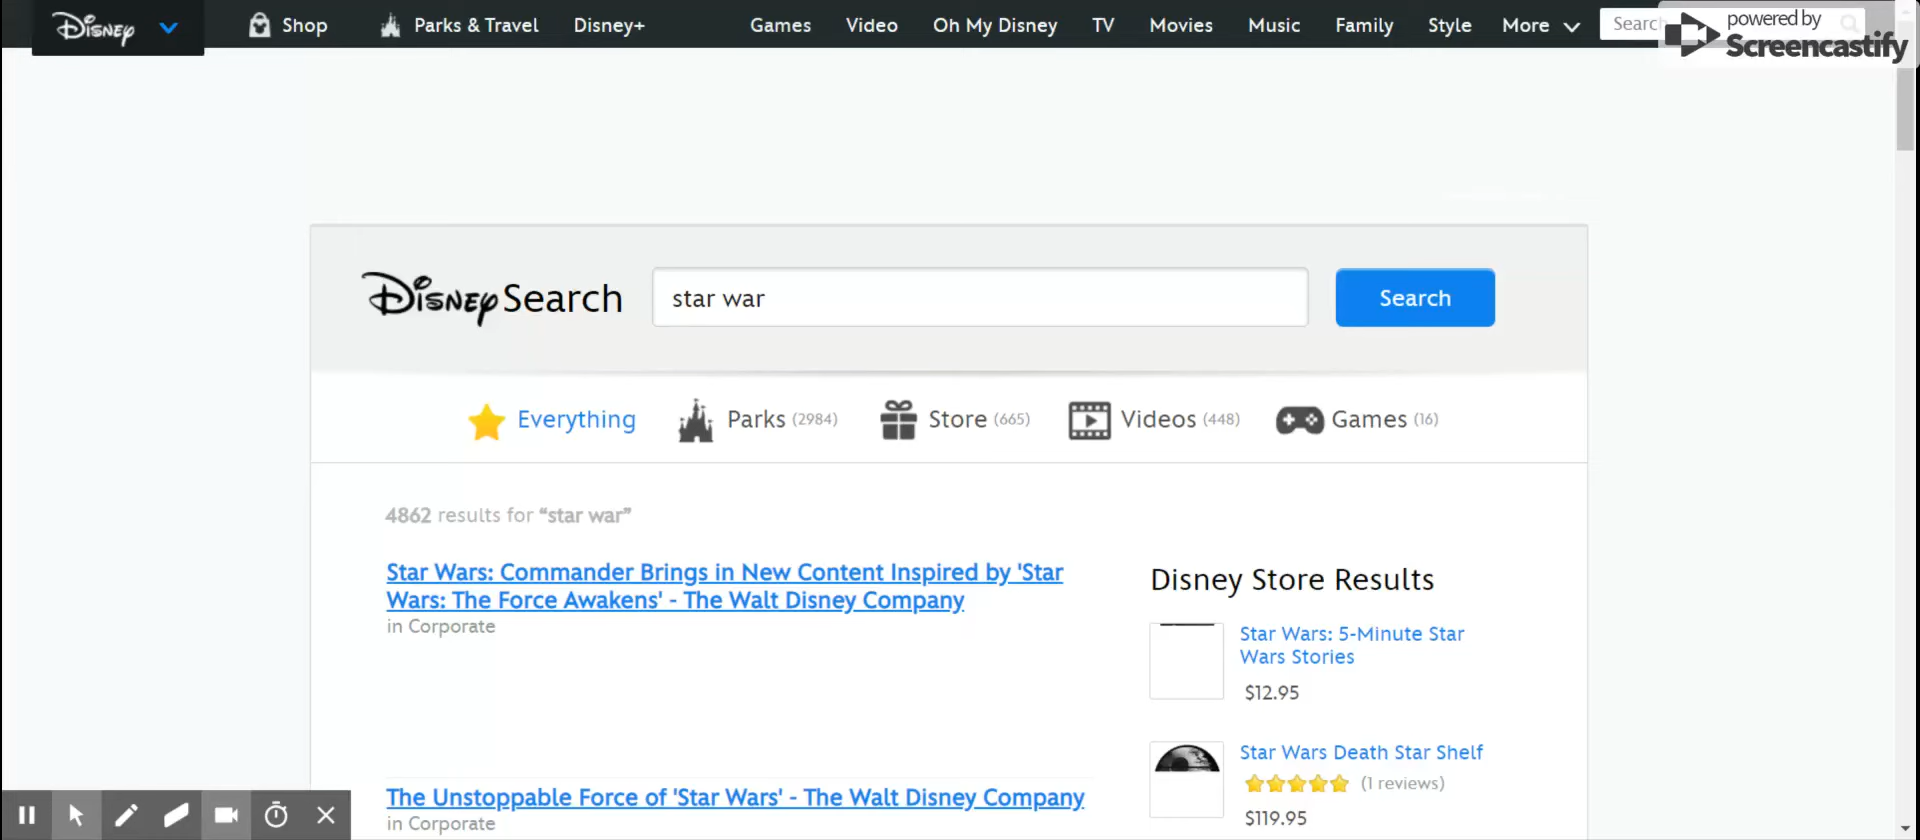 Disney Shop Parks & Travel Disney+ Games Video Oh My Disney TV Movies Music Family Style More
powered by
Screencastify
Disney Search star war Search
Everything Parks (2984) Store (665) Videos (448) Games (16)
4862 results for “star war”
Star Wars: Commander Brings in New Content Inspired by 'Star
Wars: The Force Awakens' - The Walt Disney Company
in Corporate
The Unstoppable Force of 'Star Wars' - The Walt Disney Company
in Corporate
Disney Store Results
Star Wars: 5-Minute Star
Wars Stories
$12.95
Star Wars Death Star Shelf
(1 reviews)
$119.95